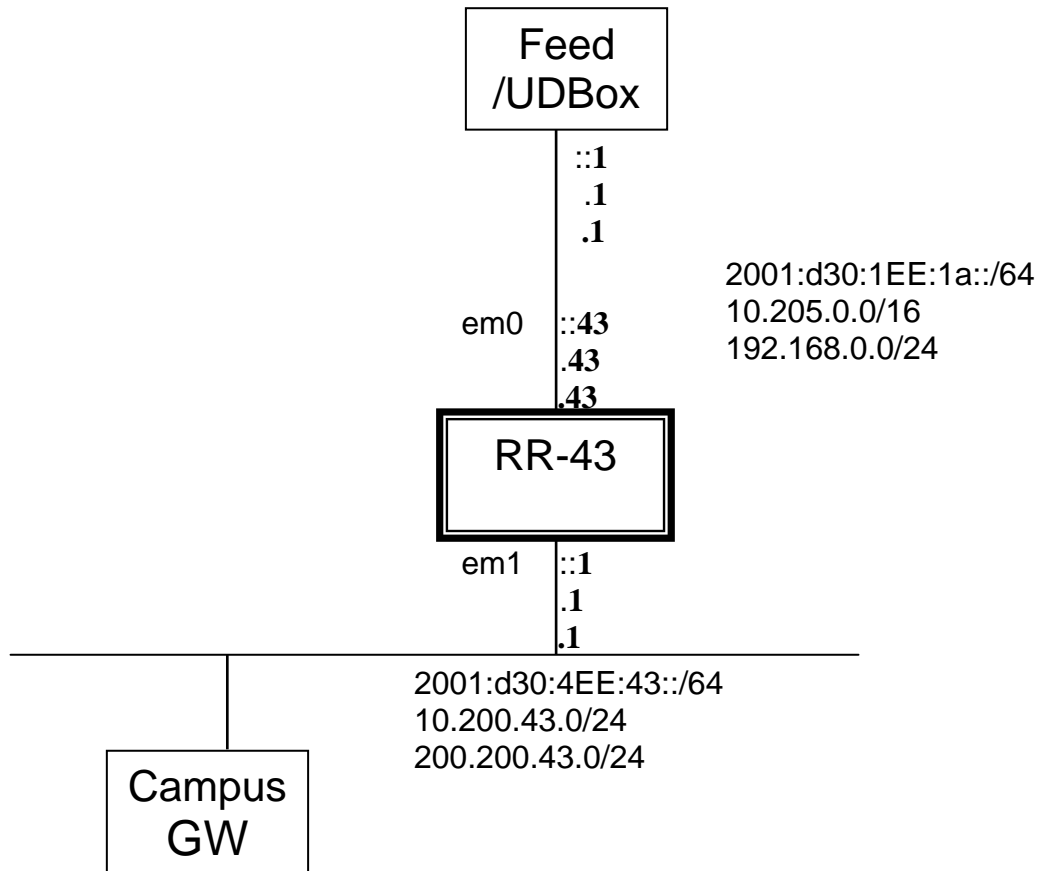 Feed
/UDBox
::1
.1
.1
2001:d30:1EE:1a::/64
10.205.0.0/16
192.168.0.0/24
em0
::43
.43
.43
RR-43
em1
::1
.1
.1
2001:d30:4EE:43::/64
10.200.43.0/24
200.200.43.0/24
Campus
GW